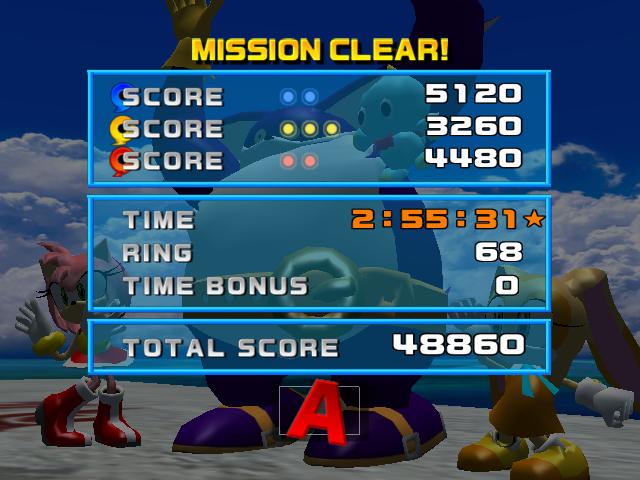 MISSION CLEAR!
SCORE 5120
SCORE 3260
SCORE 4480
TIME 2:55:31★
RING 68
TIME BONUS 0
TOTAL SCORE 48860
A